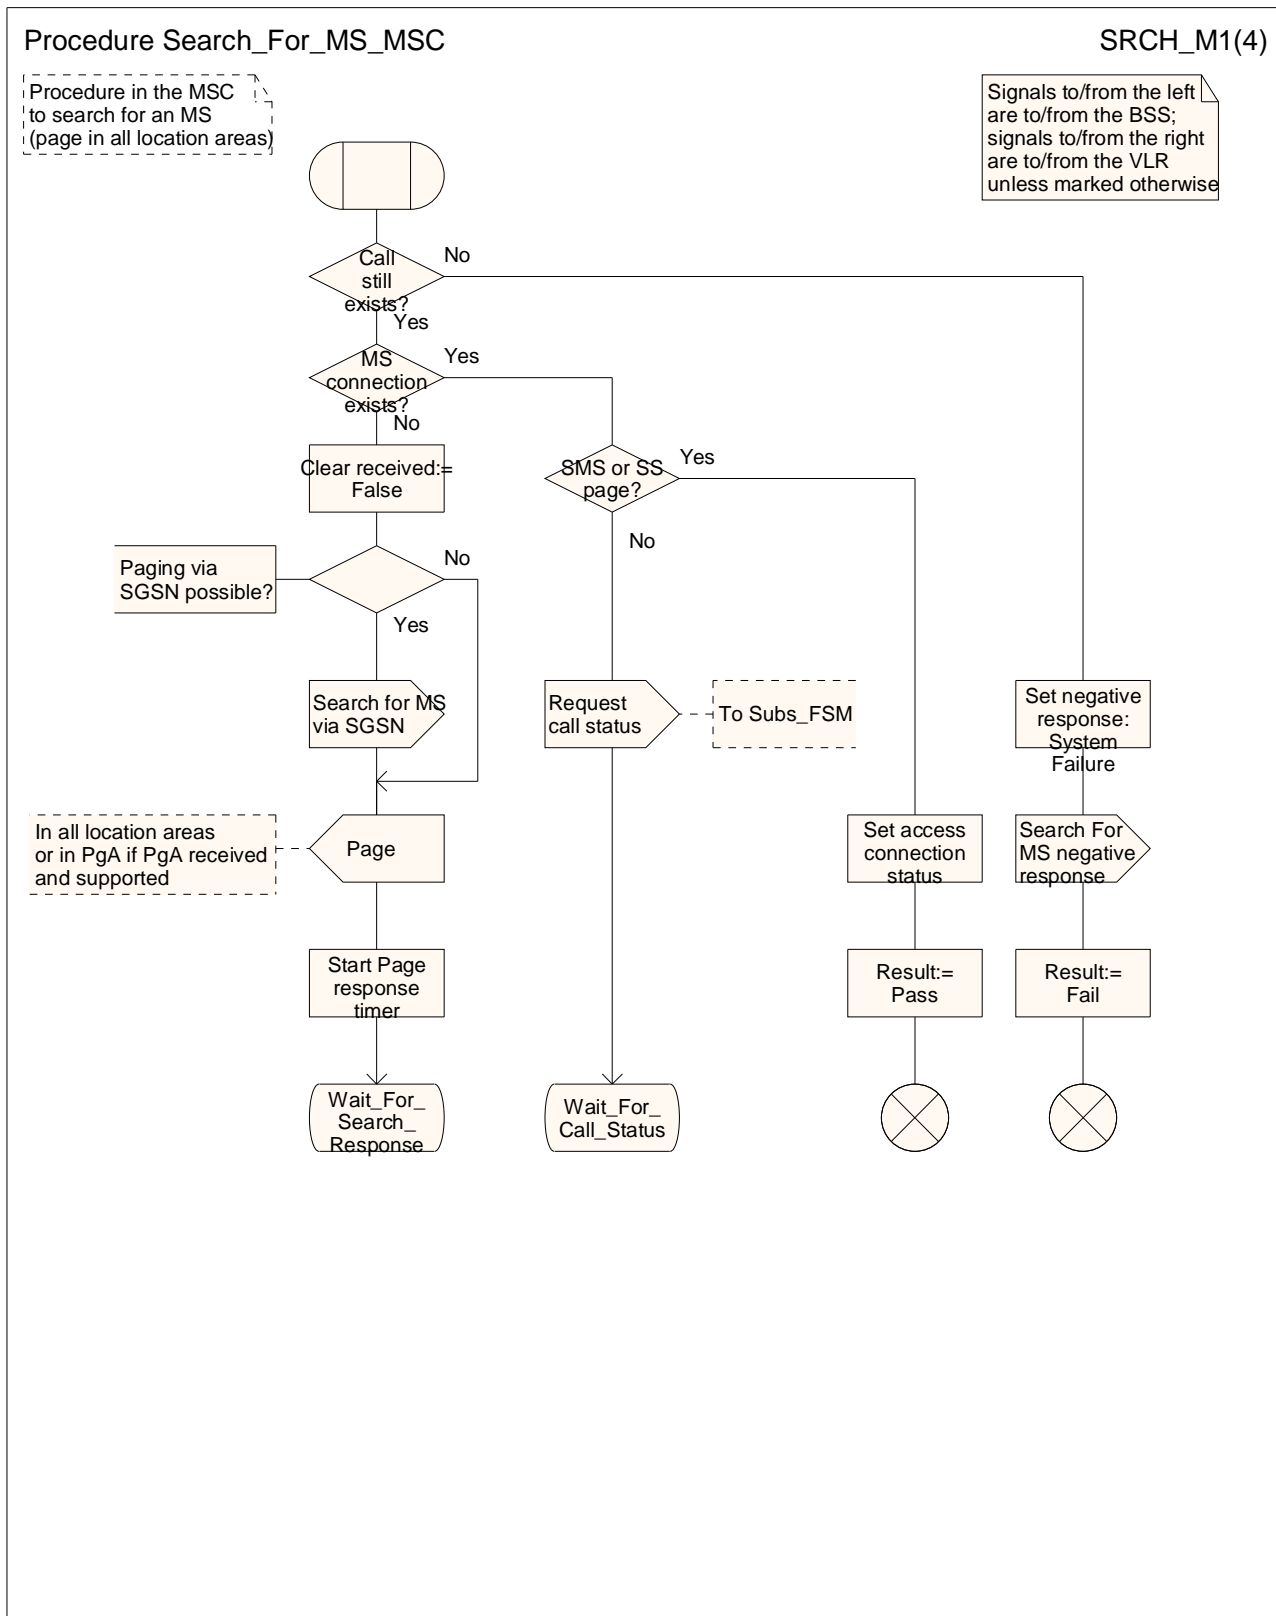 Procedure Search_For_MS_MSC
SRCH_M1(4)
Procedure in the MSC
to search for an MS
(page in all location areas)
Signals to/from the left
are to/from the BSS;
signals to/from the right
are to/from the VLR
unless marked otherwise
Call
still
exists?
No
Yes
MS
connection
exists?
Yes
No
Clear received:=
False
SMS or SS
page?
Yes
No
Paging via
SGSN possible?
No
Yes
Search for MS
via SGSN
Request
call status
To Subs_FSM
Set negative
response:
System
Failure
In all location areas
or in PgA if PgA received
and supported
Page
Set access
connection
status
Search For
MS negative
response
Start Page
response
timer
Result:=
Pass
Result:=
Fail
Wait_For_
Search_
Response
Wait_For_
Call_Status